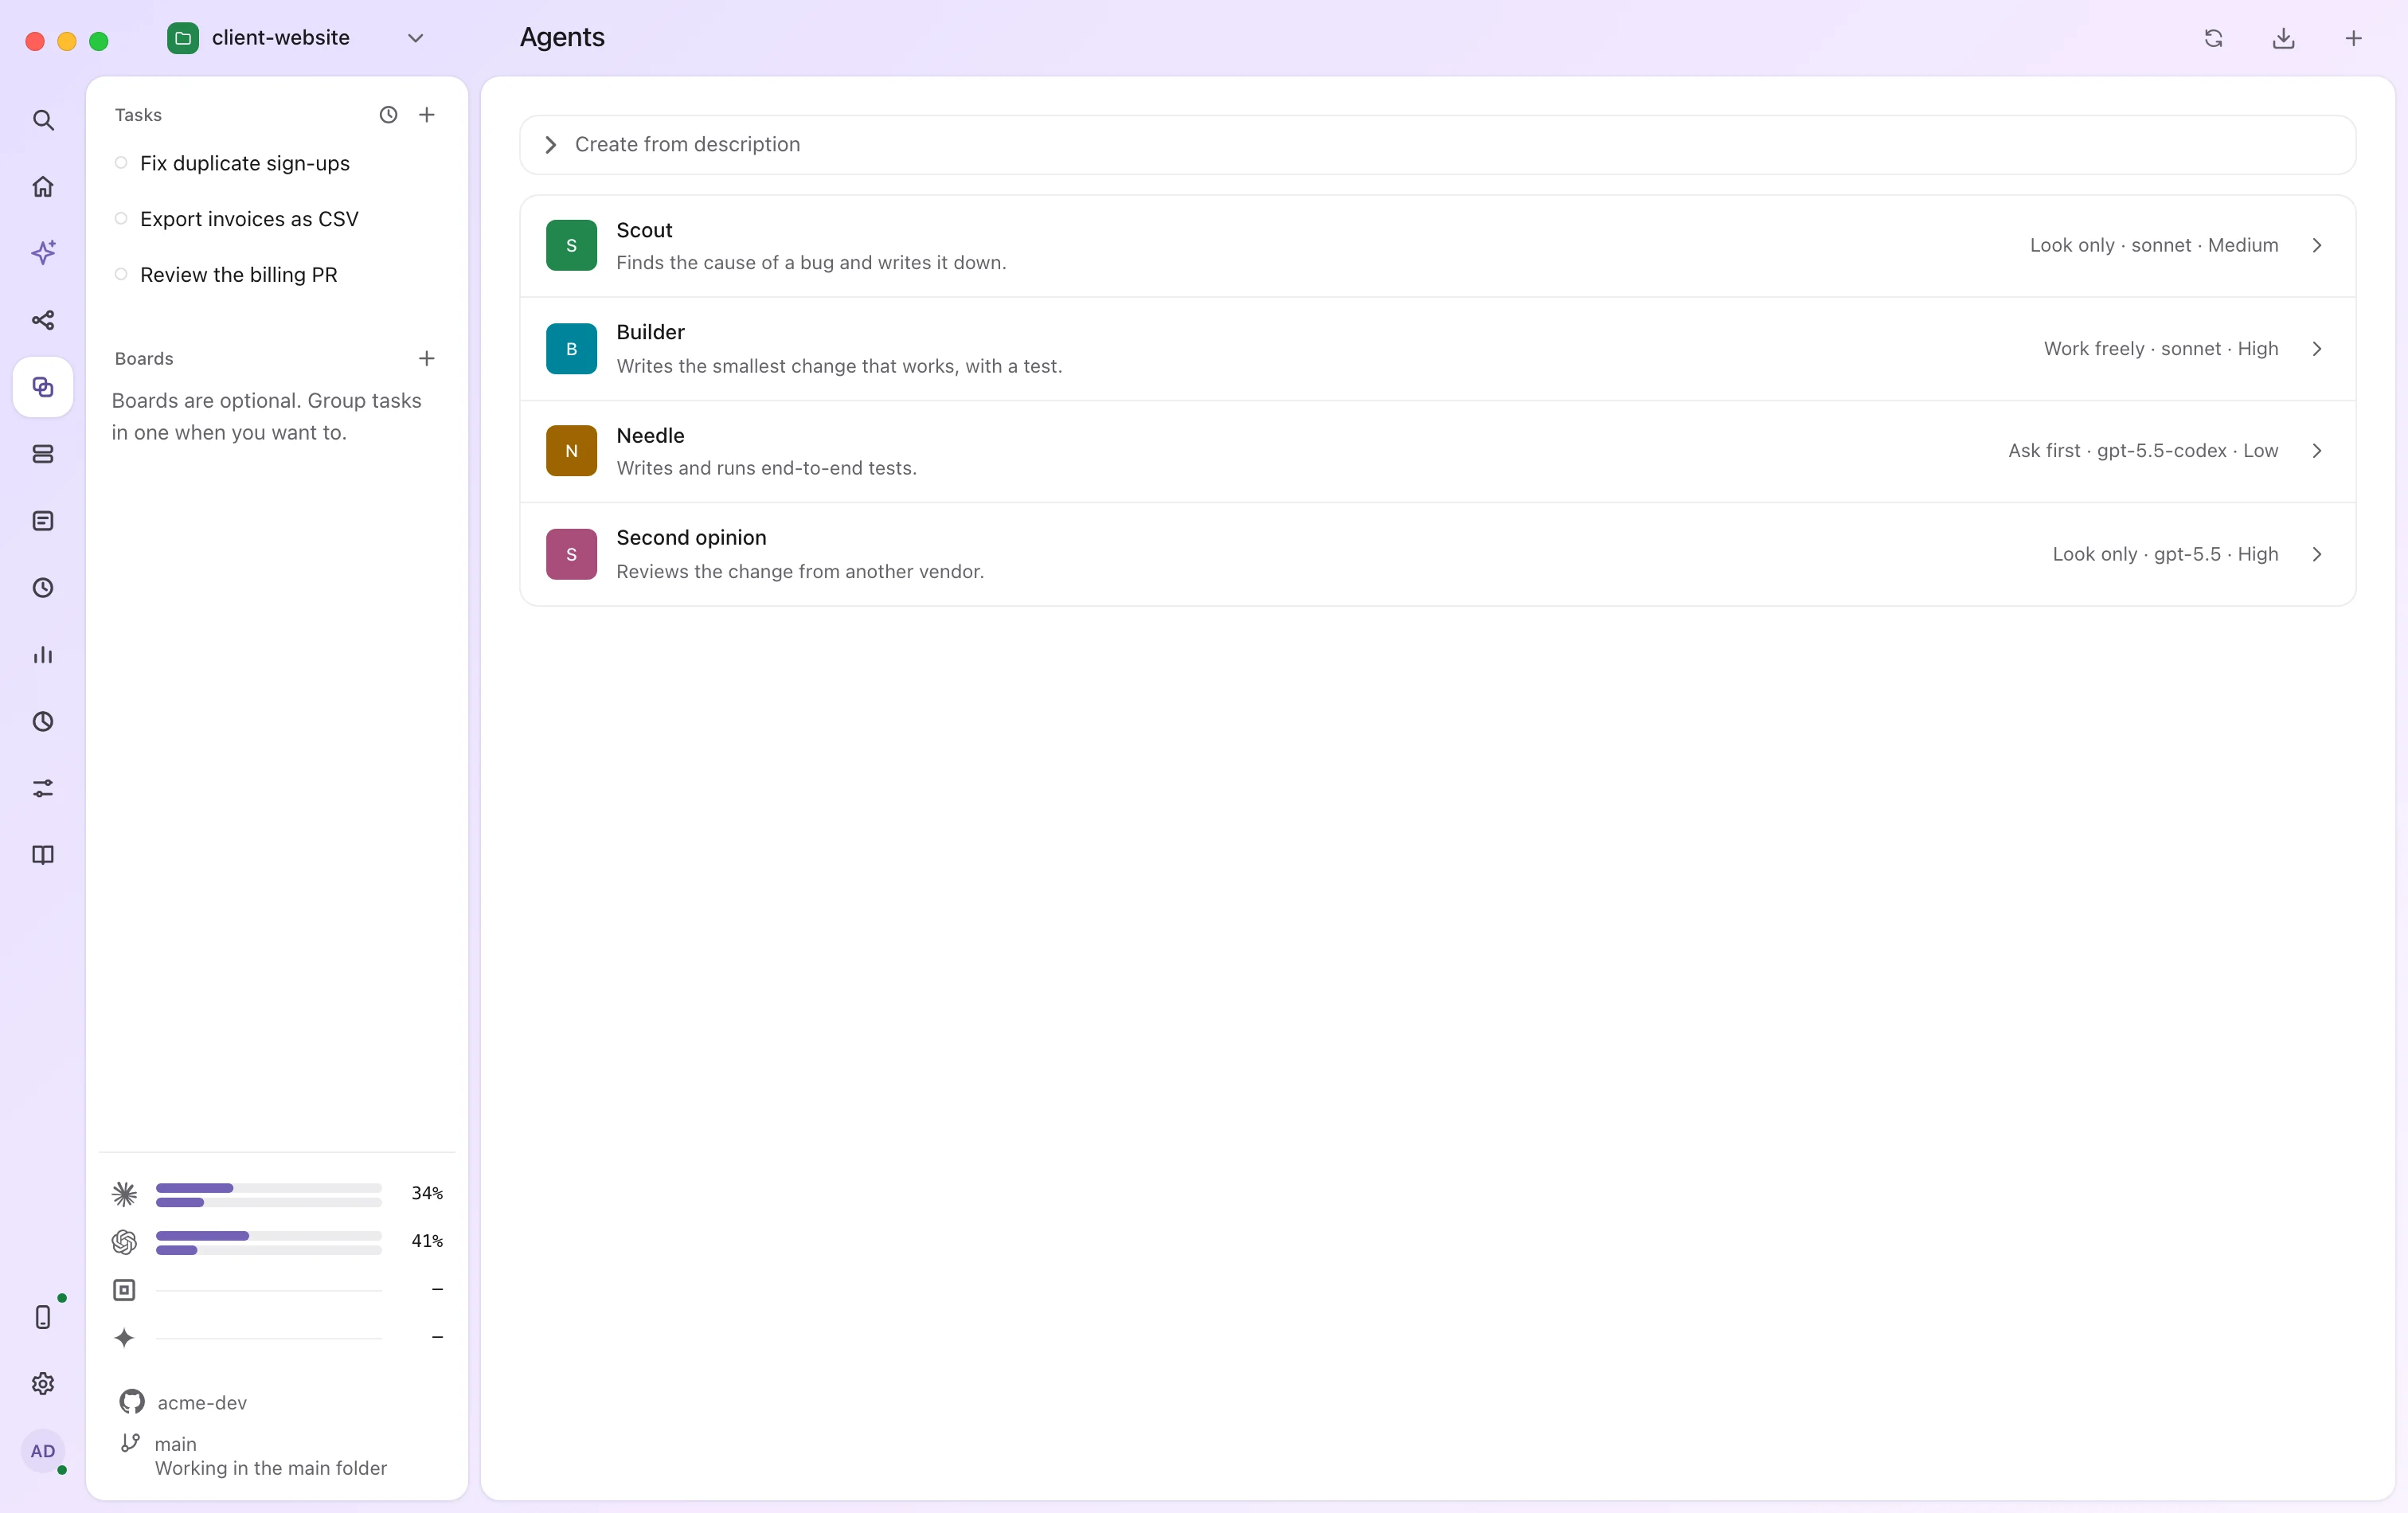 client-website
Agents
Tasks
Fix duplicate sign-ups
Export invoices as CSV
Review the billing PR
Boards
Boards are optional. Group tasks
in one when you want to.
34%
41%
–
–
acme-dev
main
Working in the main folder
AD
Create from description
S
Scout
Finds the cause of a bug and writes it down.
Look only · sonnet · Medium
B
Builder
Writes the smallest change that works, with a test.
Work freely · sonnet · High
N
Needle
Writes and runs end-to-end tests.
Ask first · gpt-5.5-codex · Low
S
Second opinion
Reviews the change from another vendor.
Look only · gpt-5.5 · High